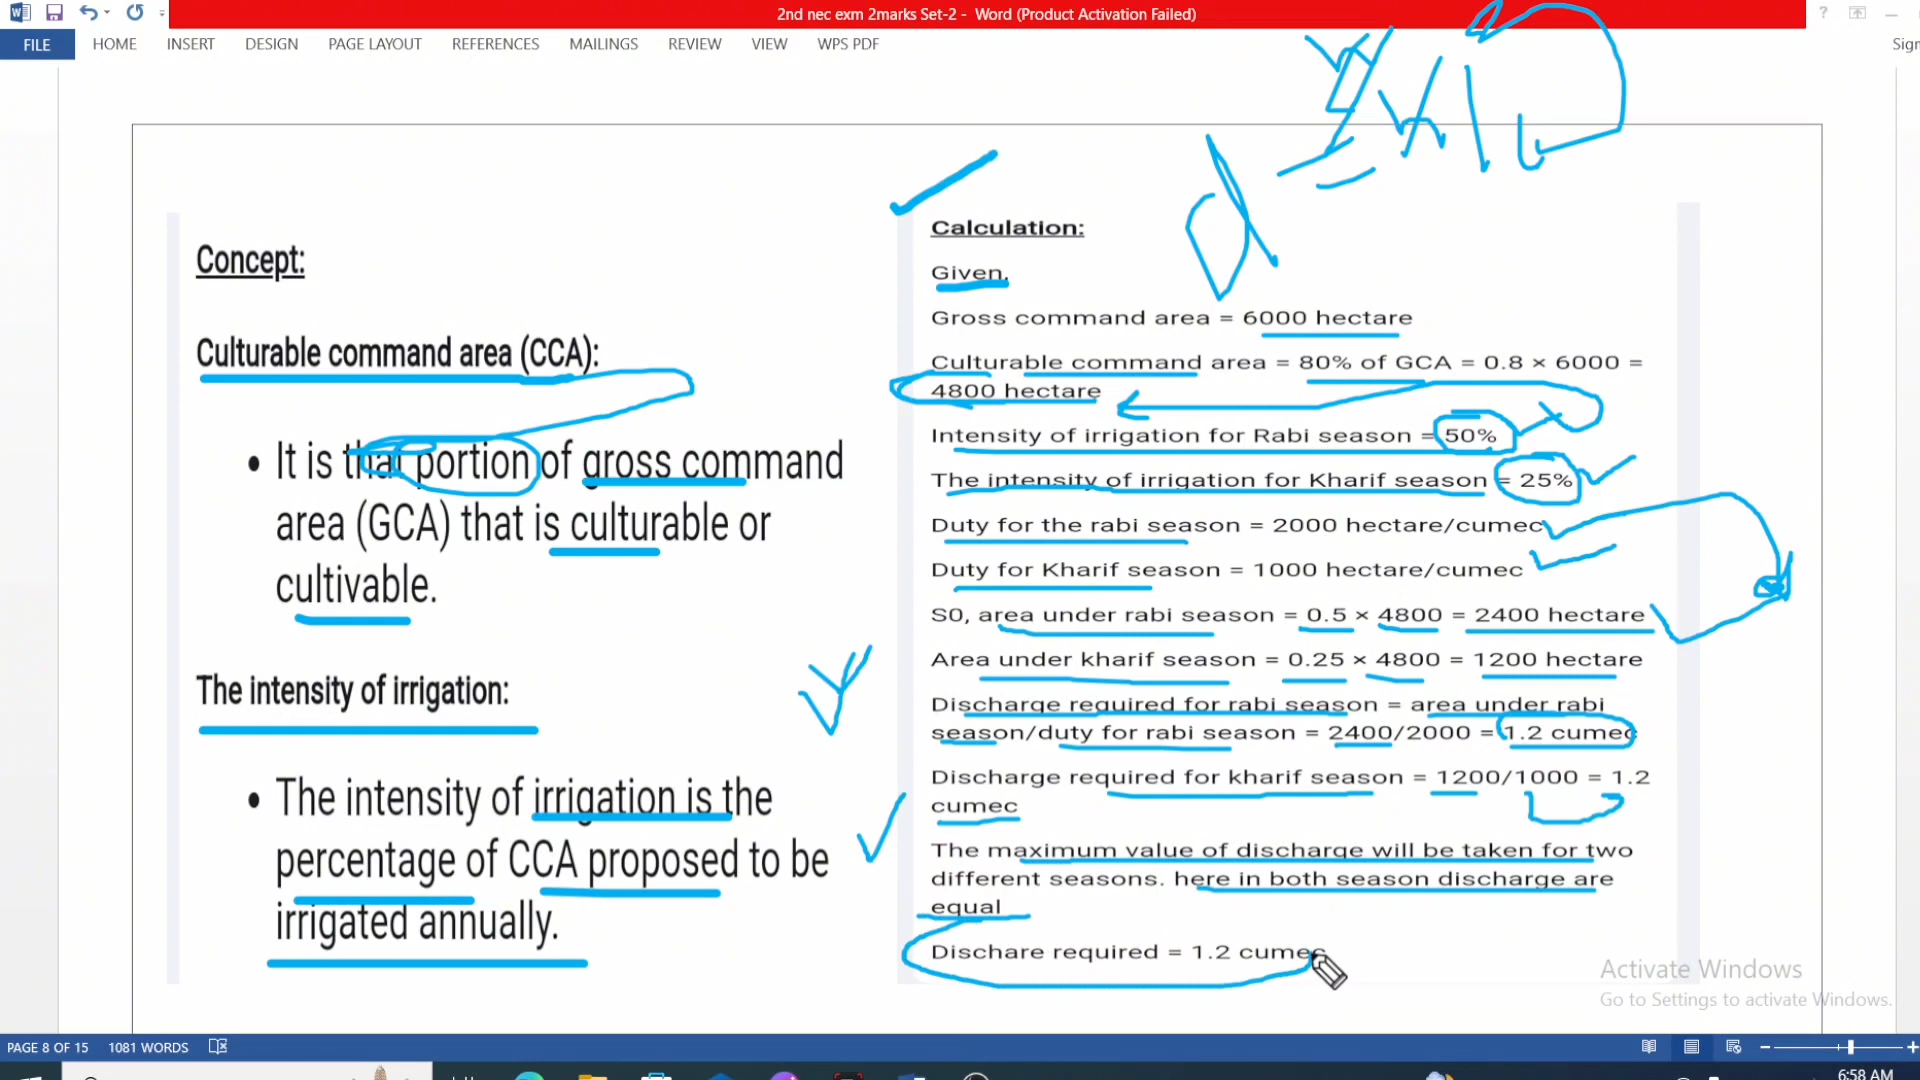 2nd nec exm 2marks Set-2 - Word (Product Activation Failed)
FILE HOME INSERT DESIGN PAGE LAYOUT REFERENCES MAILINGS REVIEW VIEW WPS PDF
Sign
Concept:
Culturable command area (CCA):
• It is that portion of gross command
area (GCA) that is culturable or
cultivable.
The intensity of irrigation:
• The intensity of irrigation is the
percentage of CCA proposed to be
irrigated annually.
Calculation:
Given,
Gross command area = 6000 hectare
Culturable command area = 80% of GCA = 0.8 × 6000 =
4800 hectare
Intensity of irrigation for Rabi season = 50%
The intensity of irrigation for Kharif season = 25%
Duty for the rabi season = 2000 hectare/cumec
Duty for Kharif season = 1000 hectare/cumec
S0, area under rabi season = 0.5 × 4800 = 2400 hectare
Area under kharif season = 0.25 × 4800 = 1200 hectare
Discharge required for rabi season = area under rabi
season/duty for rabi season = 2400/2000 = 1.2 cumec
Discharge required for kharif season = 1200/1000 = 1.2
cumec
The maximum value of discharge will be taken for two
different seasons. here in both season discharge are
equal
Dischare required = 1.2 cumec
Activate Windows
Go to Settings to activate Windows.
PAGE 8 OF 15 1081 WORDS
6:58 AM